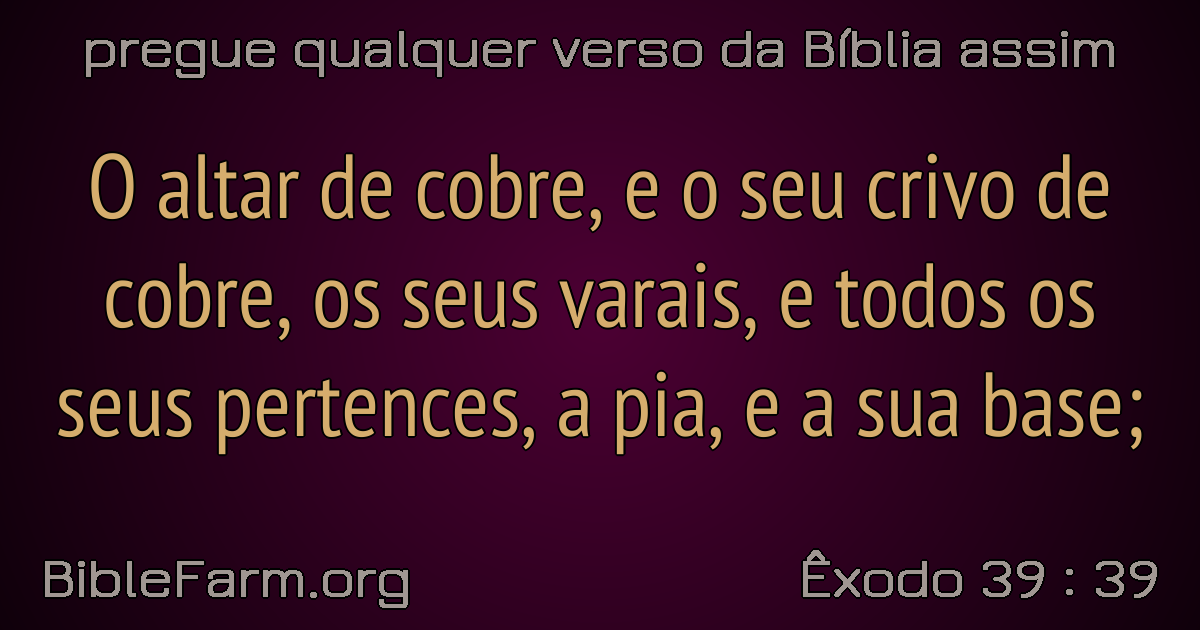 pregue qualquer verso da Bíblia assim
O altar de cobre, e o seu crivo de
cobre, os seus varais, e todos os
seus pertences, a pia, e a sua base;
BibleFarm.org
Êxodo 39 : 39